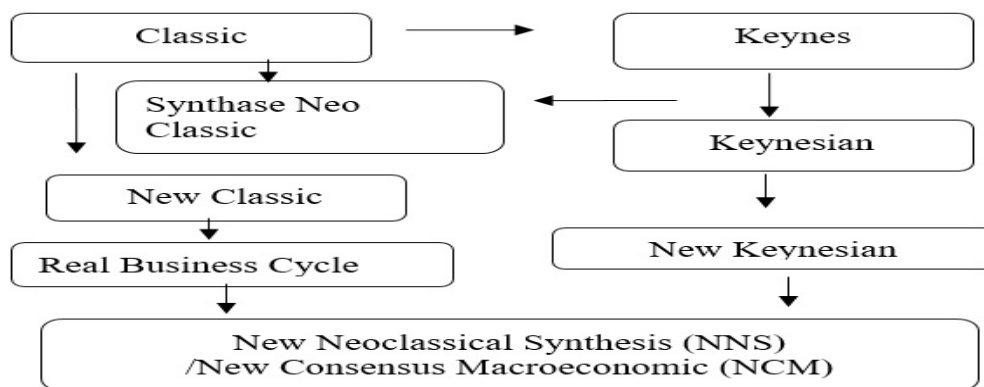 Classic
Keynes
Synthase Neo
Classic
Keynesian
New Classic
New Keynesian
Real Business Cycle
New Neoclassical Synthesis (NNS)
/New Consensus Macroeconomic (NCM)